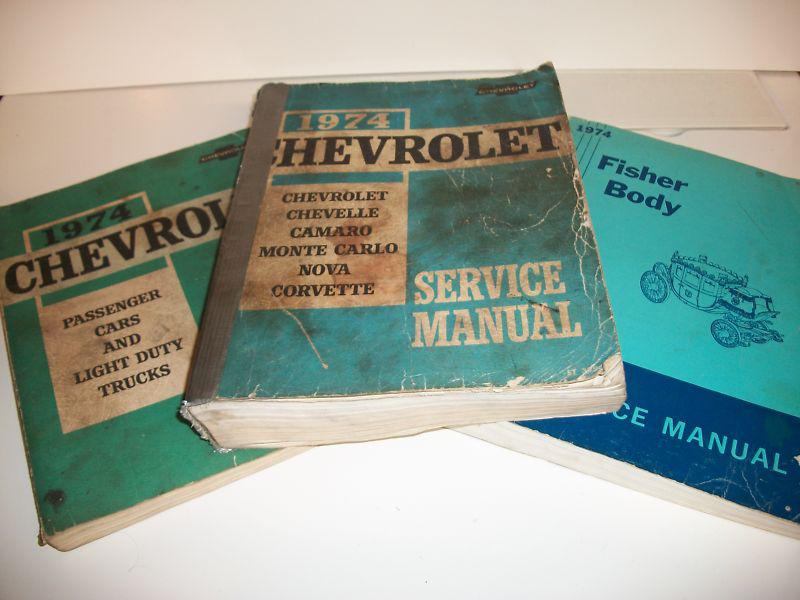 1974
CHEVROL
PASSENGER
CARS
AND
LIGHT DUTY
TRUCKS
CHEVROLET
1974
CHEVROLET
CHEVROLET
CHEVELLE
CAMARO
MONTE CARLO
NOVA
CORVETTE
SERVICE
MANUAL
1974
Fisher
Body
CE MANUAL